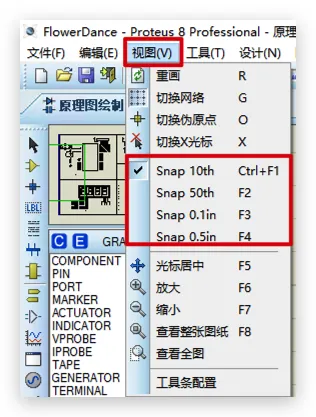 FlowerDance - Proteus 8 Professional - 原理
文件(F) 编辑(E) 视图(V) 工具(T) 设计(N)
重画 R
切换网络 G
切换伪原点 O
切换X光标 X
原理图绘制
Snap 10th Ctrl+F1
Snap 50th F2
Snap 0.1in F3
Snap 0.5in F4
LBL
C E GRA
光标居中 F5
放大 F6
缩小 F7
查看整张图纸 F8
查看全图
工具条配置
COMPONENT
PIN
PORT
MARKER
ACTUATOR
INDICATOR
VPROBE
IPROBE
TAPE
GENERATOR
TERMINAL